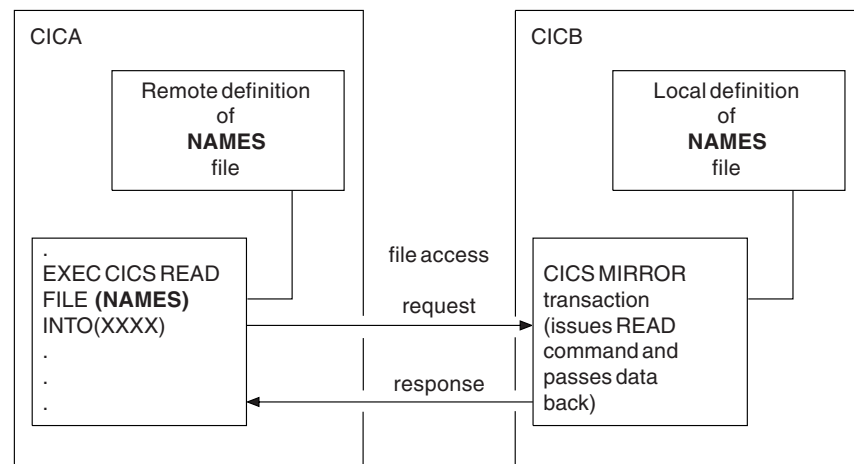 CICA
Remote definition
of
NAMES
file
.
EXEC CICS READ
FILE (NAMES)
INTO(XXXX)
.
.
.
file access
request
response
CICB
Local definition
of
NAMES
file
CICS MIRROR
transaction
(issues READ
command and
passes data
back)